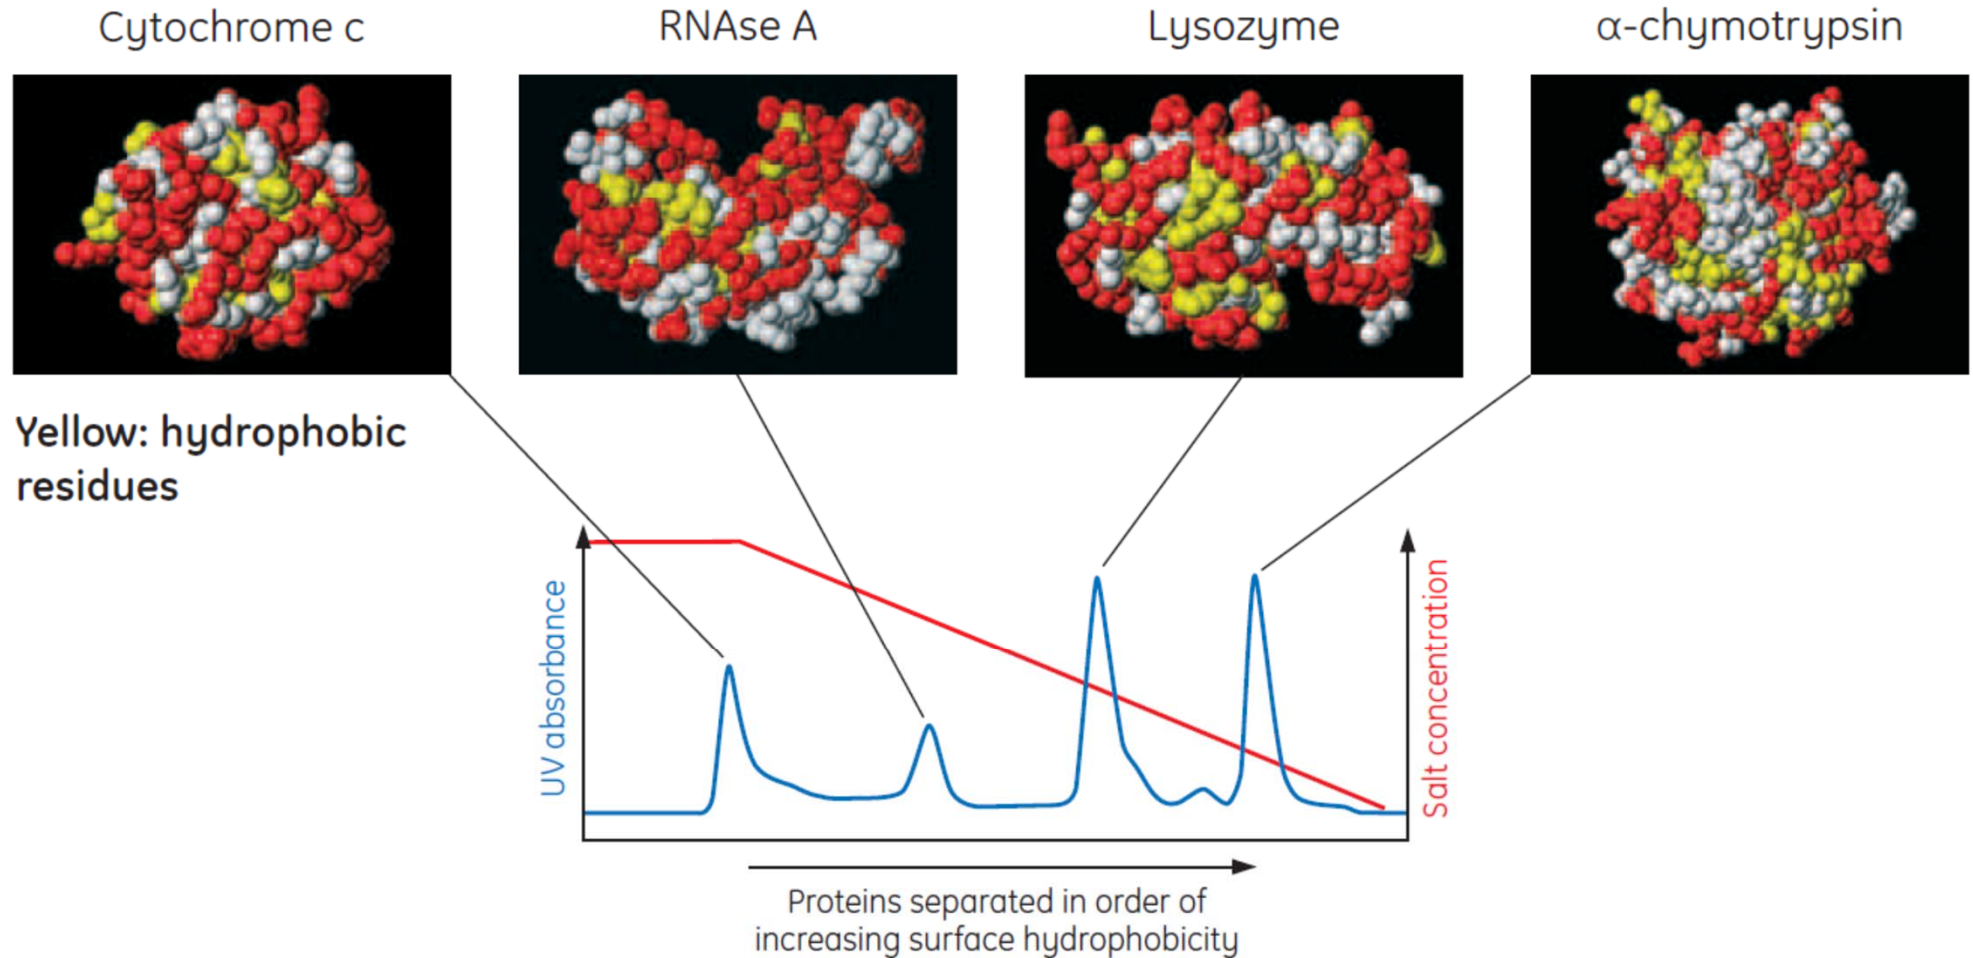 Cytochrome c
RNAse A
Lysozyme
α-chymotrypsin
Yellow: hydrophobic
residues
UV absorbance
Salt concentration
Proteins separated in order of
increasing surface hydrophobicity